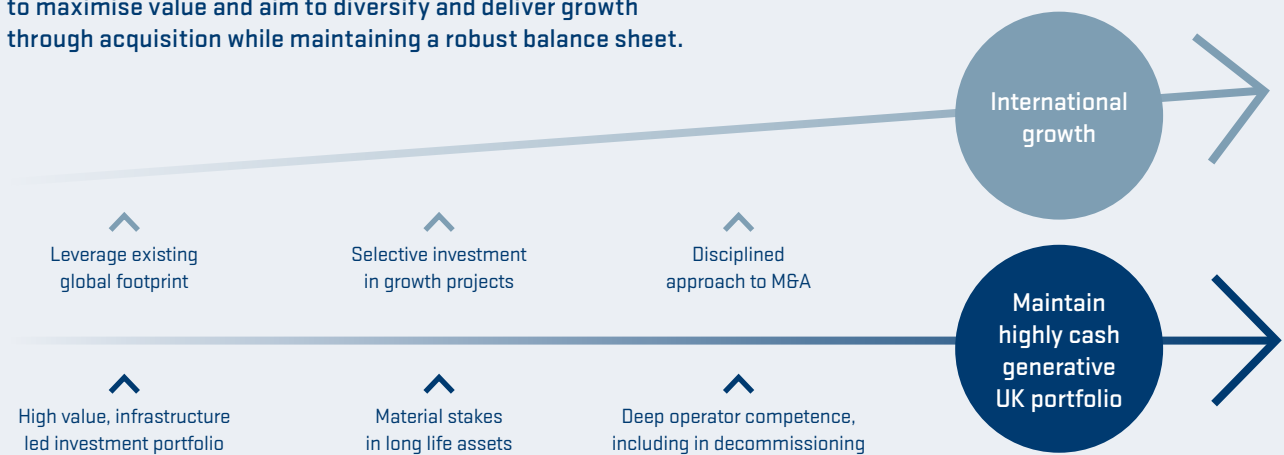 to maximise value and aim to diversify and deliver growth
through acquisition while maintaining a robust balance sheet.
International
growth
Leverage existing
global footprint
Selective investment
in growth projects
Disciplined
approach to M&A
Maintain
highly cash
generative
UK portfolio
High value, infrastructure
led investment portfolio
Material stakes
in long life assets
Deep operator competence,
including in decommissioning